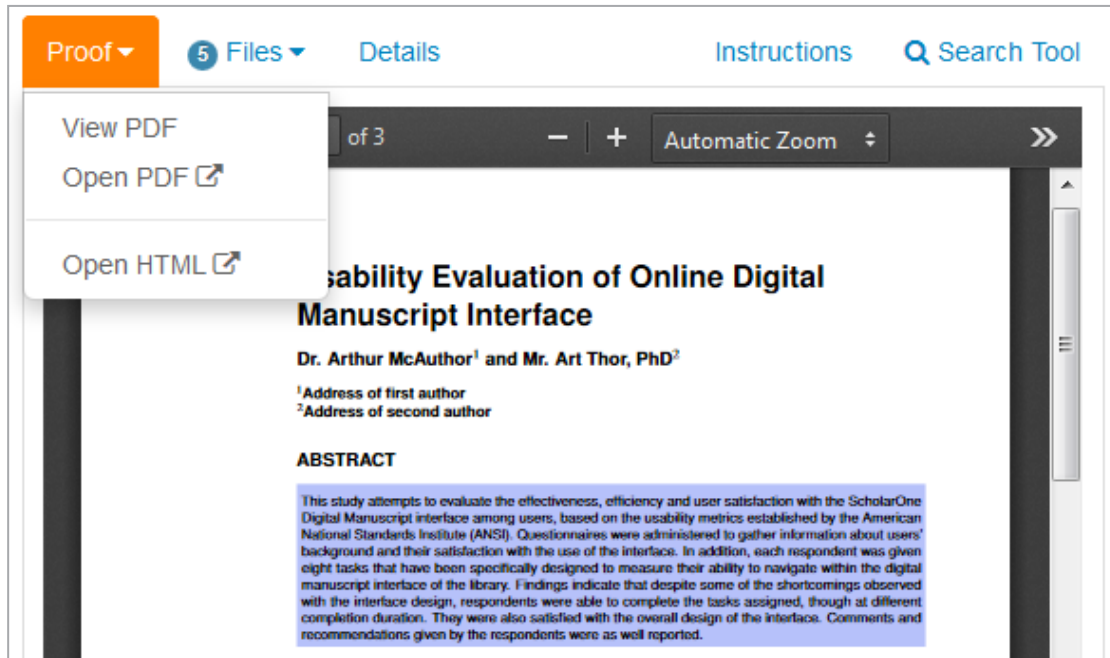 Proof 5 Files Details Instructions Search Tool
View PDF
Open PDF
Open HTML
of 3 − + Automatic Zoom »
sability Evaluation of Online Digital
Manuscript Interface
Dr. Arthur McAuthor¹ and Mr. Art Thor, PhD²
¹Address of first author
²Address of second author
ABSTRACT
This study attempts to evaluate the effectiveness, efficiency and user satisfaction with the ScholarOne
Digital Manuscript interface among users, based on the usability metrics established by the American
National Standards Institute (ANSI). Questionnaires were administered to gather information about users'
background and their satisfaction with the use of the interface. In addition, each respondent was given
eight tasks that have been specifically designed to measure their ability to navigate within the digital
manuscript interface of the library. Findings indicate that despite some of the shortcomings observed
with the interface design, respondents were able to complete the tasks assigned, though at different
completion duration. They were also satisfied with the overall design of the interface. Comments and
recommendations given by the respondents were as well reported.